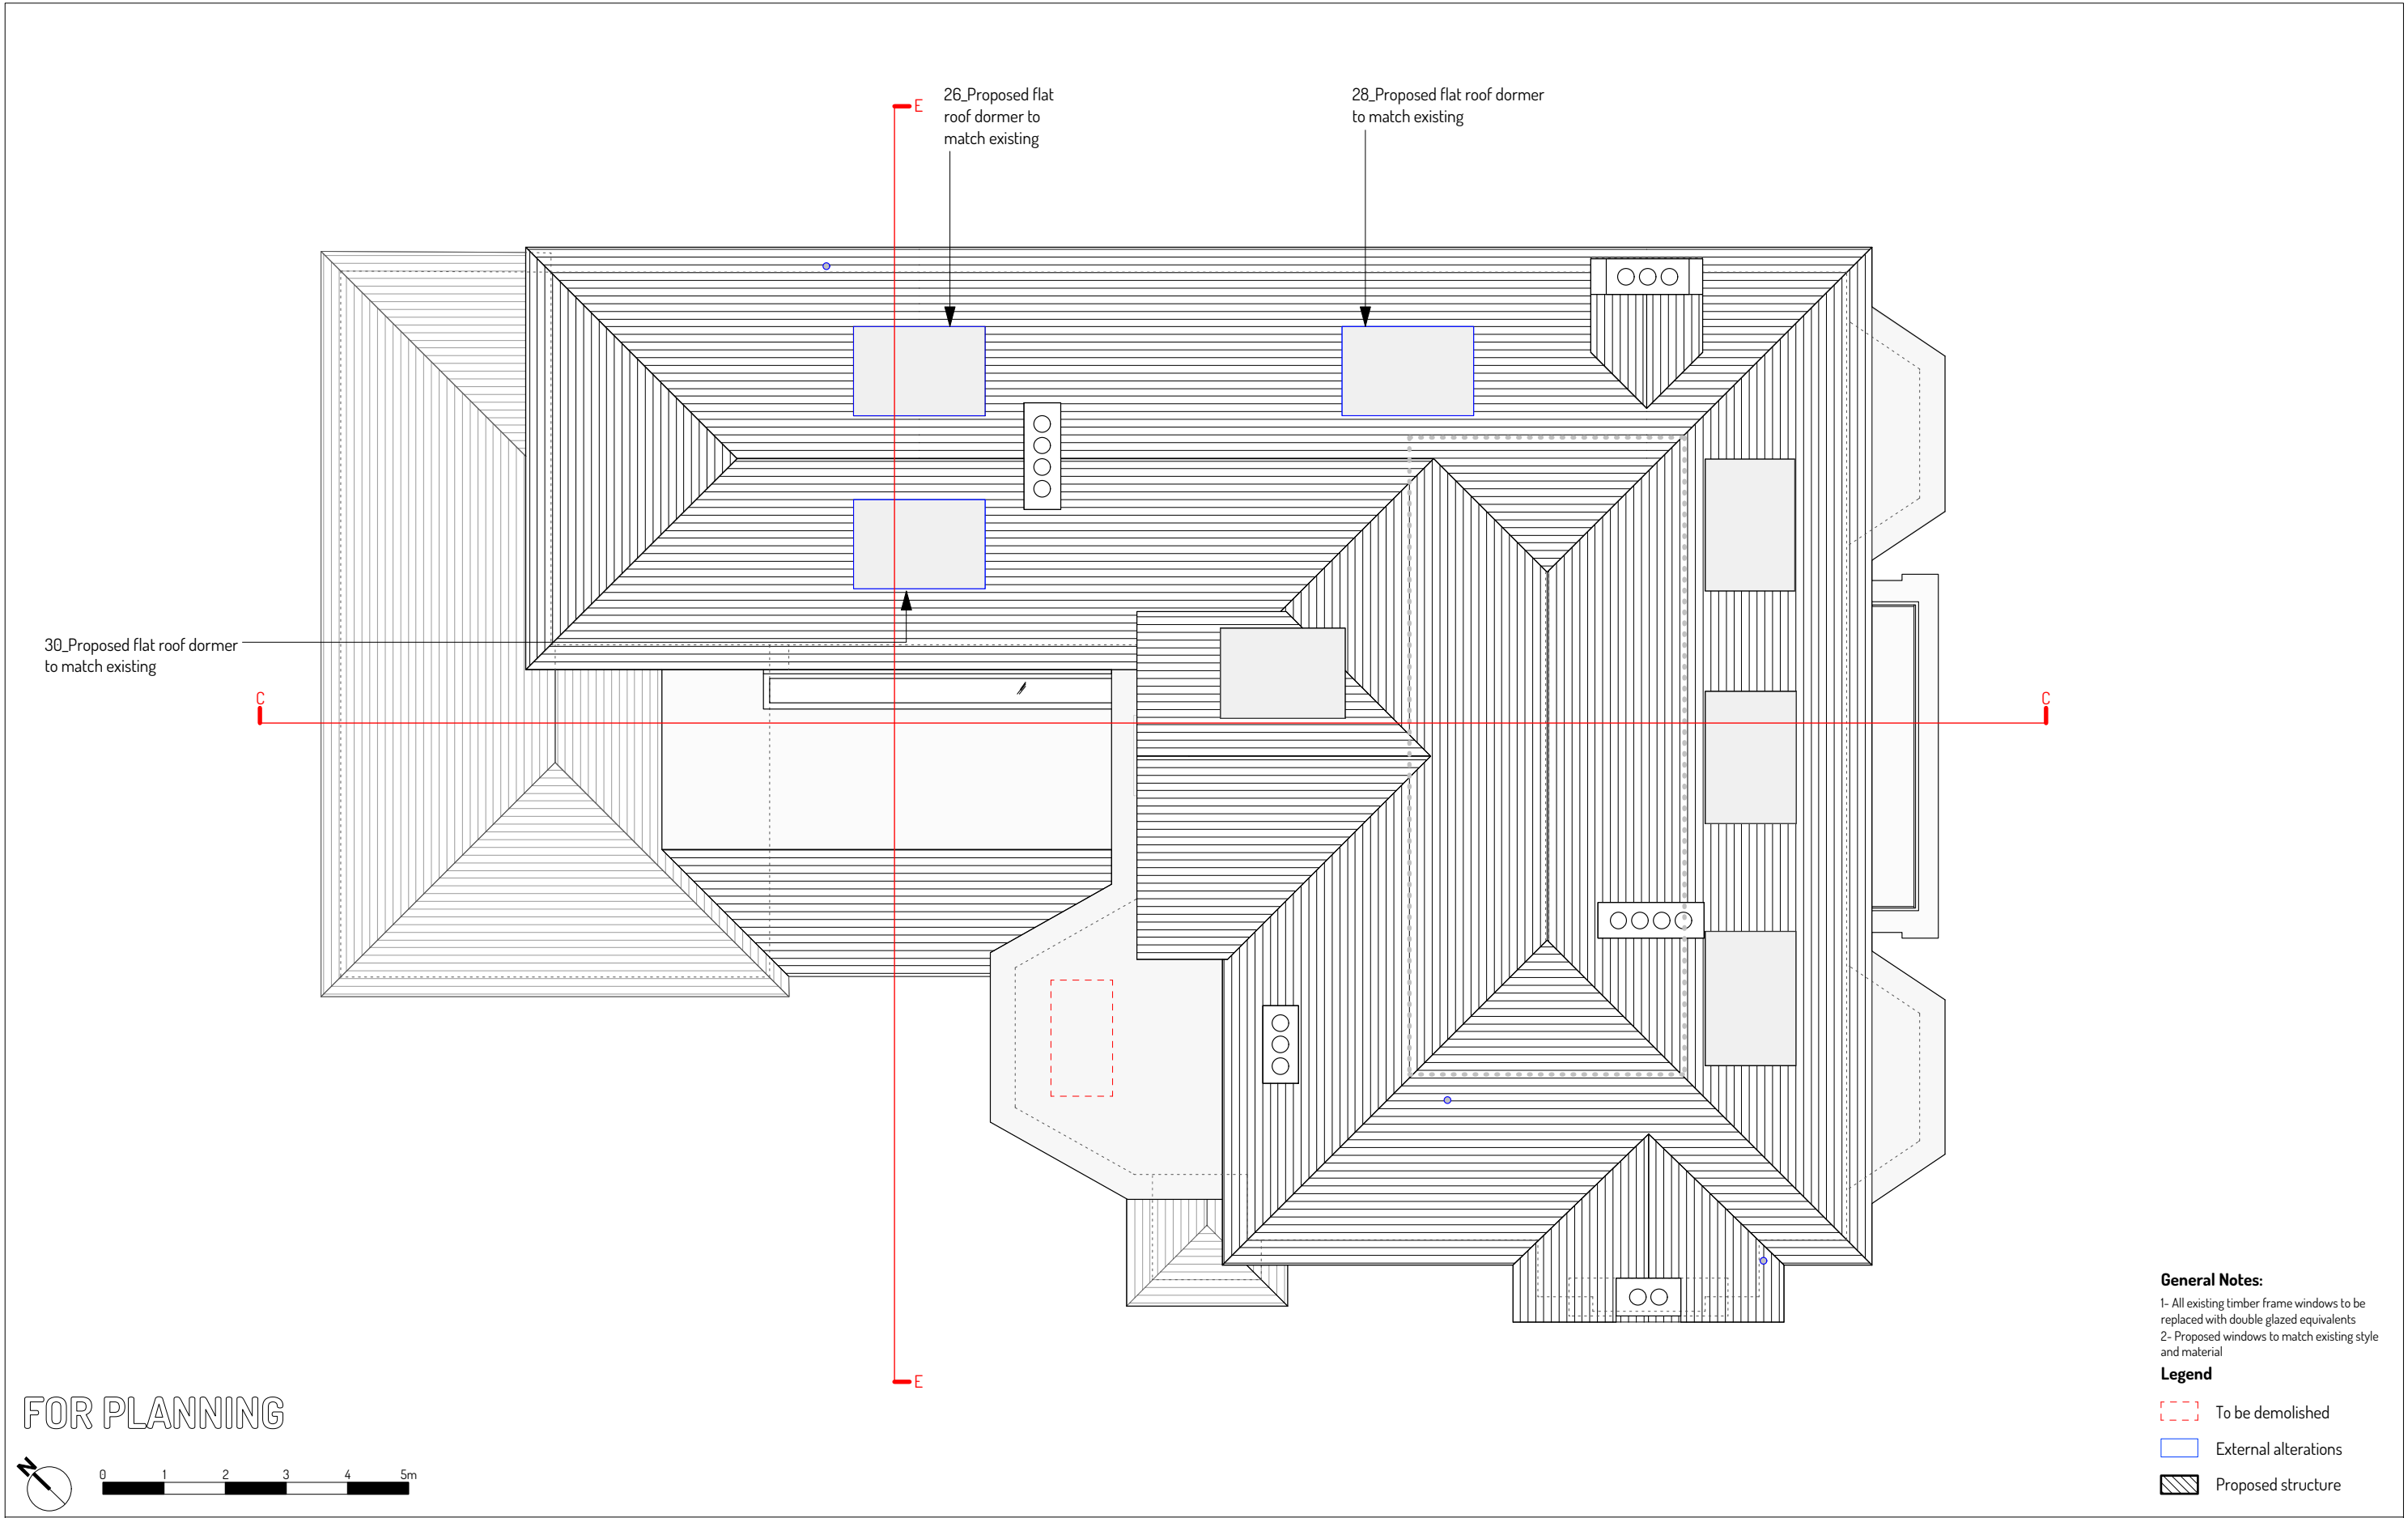 E
26_Proposed flat
roof dormer to
match existing
28_Proposed flat roof dormer
to match existing
30_Proposed flat roof dormer
to match existing
C
C
E
General Notes:
1- All existing timber frame windows to be
replaced with double glazed equivalents
2- Proposed windows to match existing style
and material
Legend
To be demolished
External alterations
Proposed structure
FOR PLANNING
N
0 1 2 3 4 5m